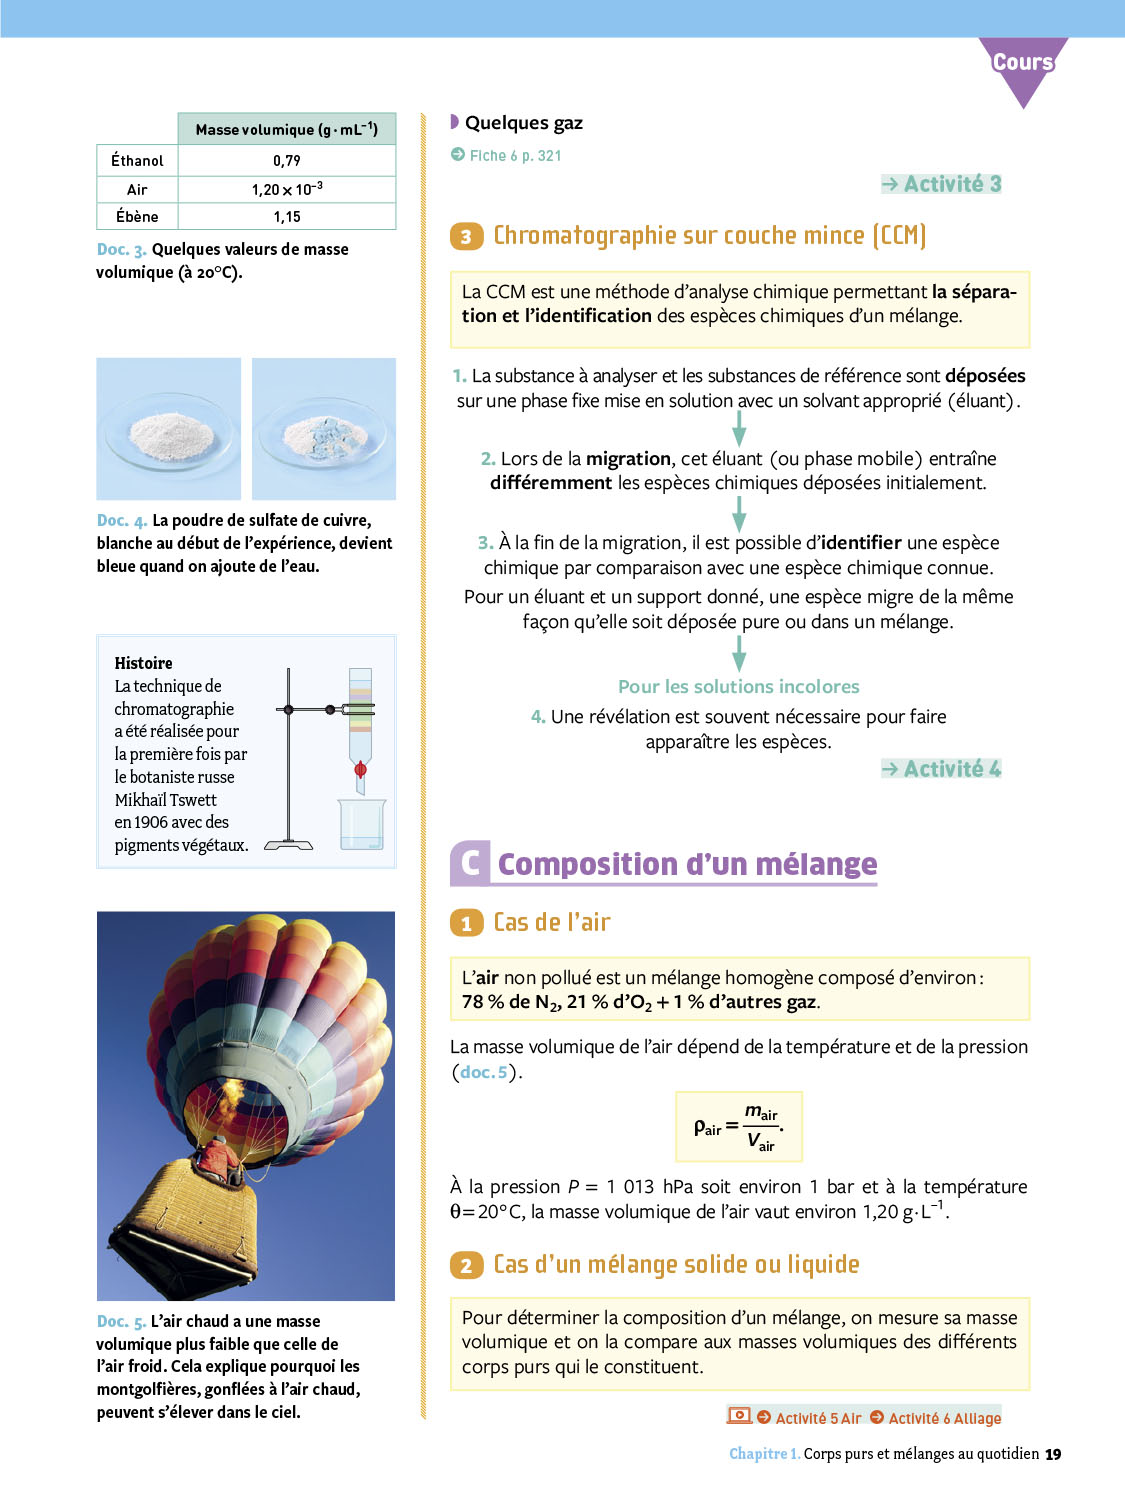 Cours
Masse volumique (g · mL⁻¹)
Éthanol 0,79
Air 1,20 × 10⁻³
Ébène 1,15
Doc. 3. Quelques valeurs de masse
volumique (à 20°C).
Doc. 4. La poudre de sulfate de cuivre,
blanche au début de l'expérience, devient
bleue quand on ajoute de l'eau.
Histoire
La technique de
chromatographie
a été réalisée pour
la première fois par
le botaniste russe
Mikhaïl Tswett
en 1906 avec des
pigments végétaux.
Doc. 5. L'air chaud a une masse
volumique plus faible que celle de
l'air froid. Cela explique pourquoi les
montgolfières, gonflées à l'air chaud,
peuvent s'élever dans le ciel.
Quelques gaz
Fiche 6 p. 321
→ Activité 3
3 Chromatographie sur couche mince (CCM)
La CCM est une méthode d'analyse chimique permettant la sépara-
tion et l'identification des espèces chimiques d'un mélange.
1. La substance à analyser et les substances de référence sont déposées
sur une phase fixe mise en solution avec un solvant approprié (éluant).
2. Lors de la migration, cet éluant (ou phase mobile) entraîne
différemment les espèces chimiques déposées initialement.
3. À la fin de la migration, il est possible d'identifier une espèce
chimique par comparaison avec une espèce chimique connue.
Pour un éluant et un support donné, une espèce migre de la même
façon qu'elle soit déposée pure ou dans un mélange.
Pour les solutions incolores
4. Une révélation est souvent nécessaire pour faire
apparaître les espèces.
→ Activité 4
C Composition d'un mélange
1 Cas de l'air
L'air non pollué est un mélange homogène composé d'environ :
78 % de N₂, 21 % d'O₂ + 1 % d'autres gaz.
La masse volumique de l'air dépend de la température et de la pression
(doc. 5).
ρair = mair / Vair.
À la pression P = 1 013 hPa soit environ 1 bar et à la température
θ = 20°C, la masse volumique de l'air vaut environ 1,20 g·L⁻¹.
2 Cas d'un mélange solide ou liquide
Pour déterminer la composition d'un mélange, on mesure sa masse
volumique et on la compare aux masses volumiques des différents
corps purs qui le constituent.
Activité 5 Air Activité 6 Alliage
Chapitre 1. Corps purs et mélanges au quotidien 19